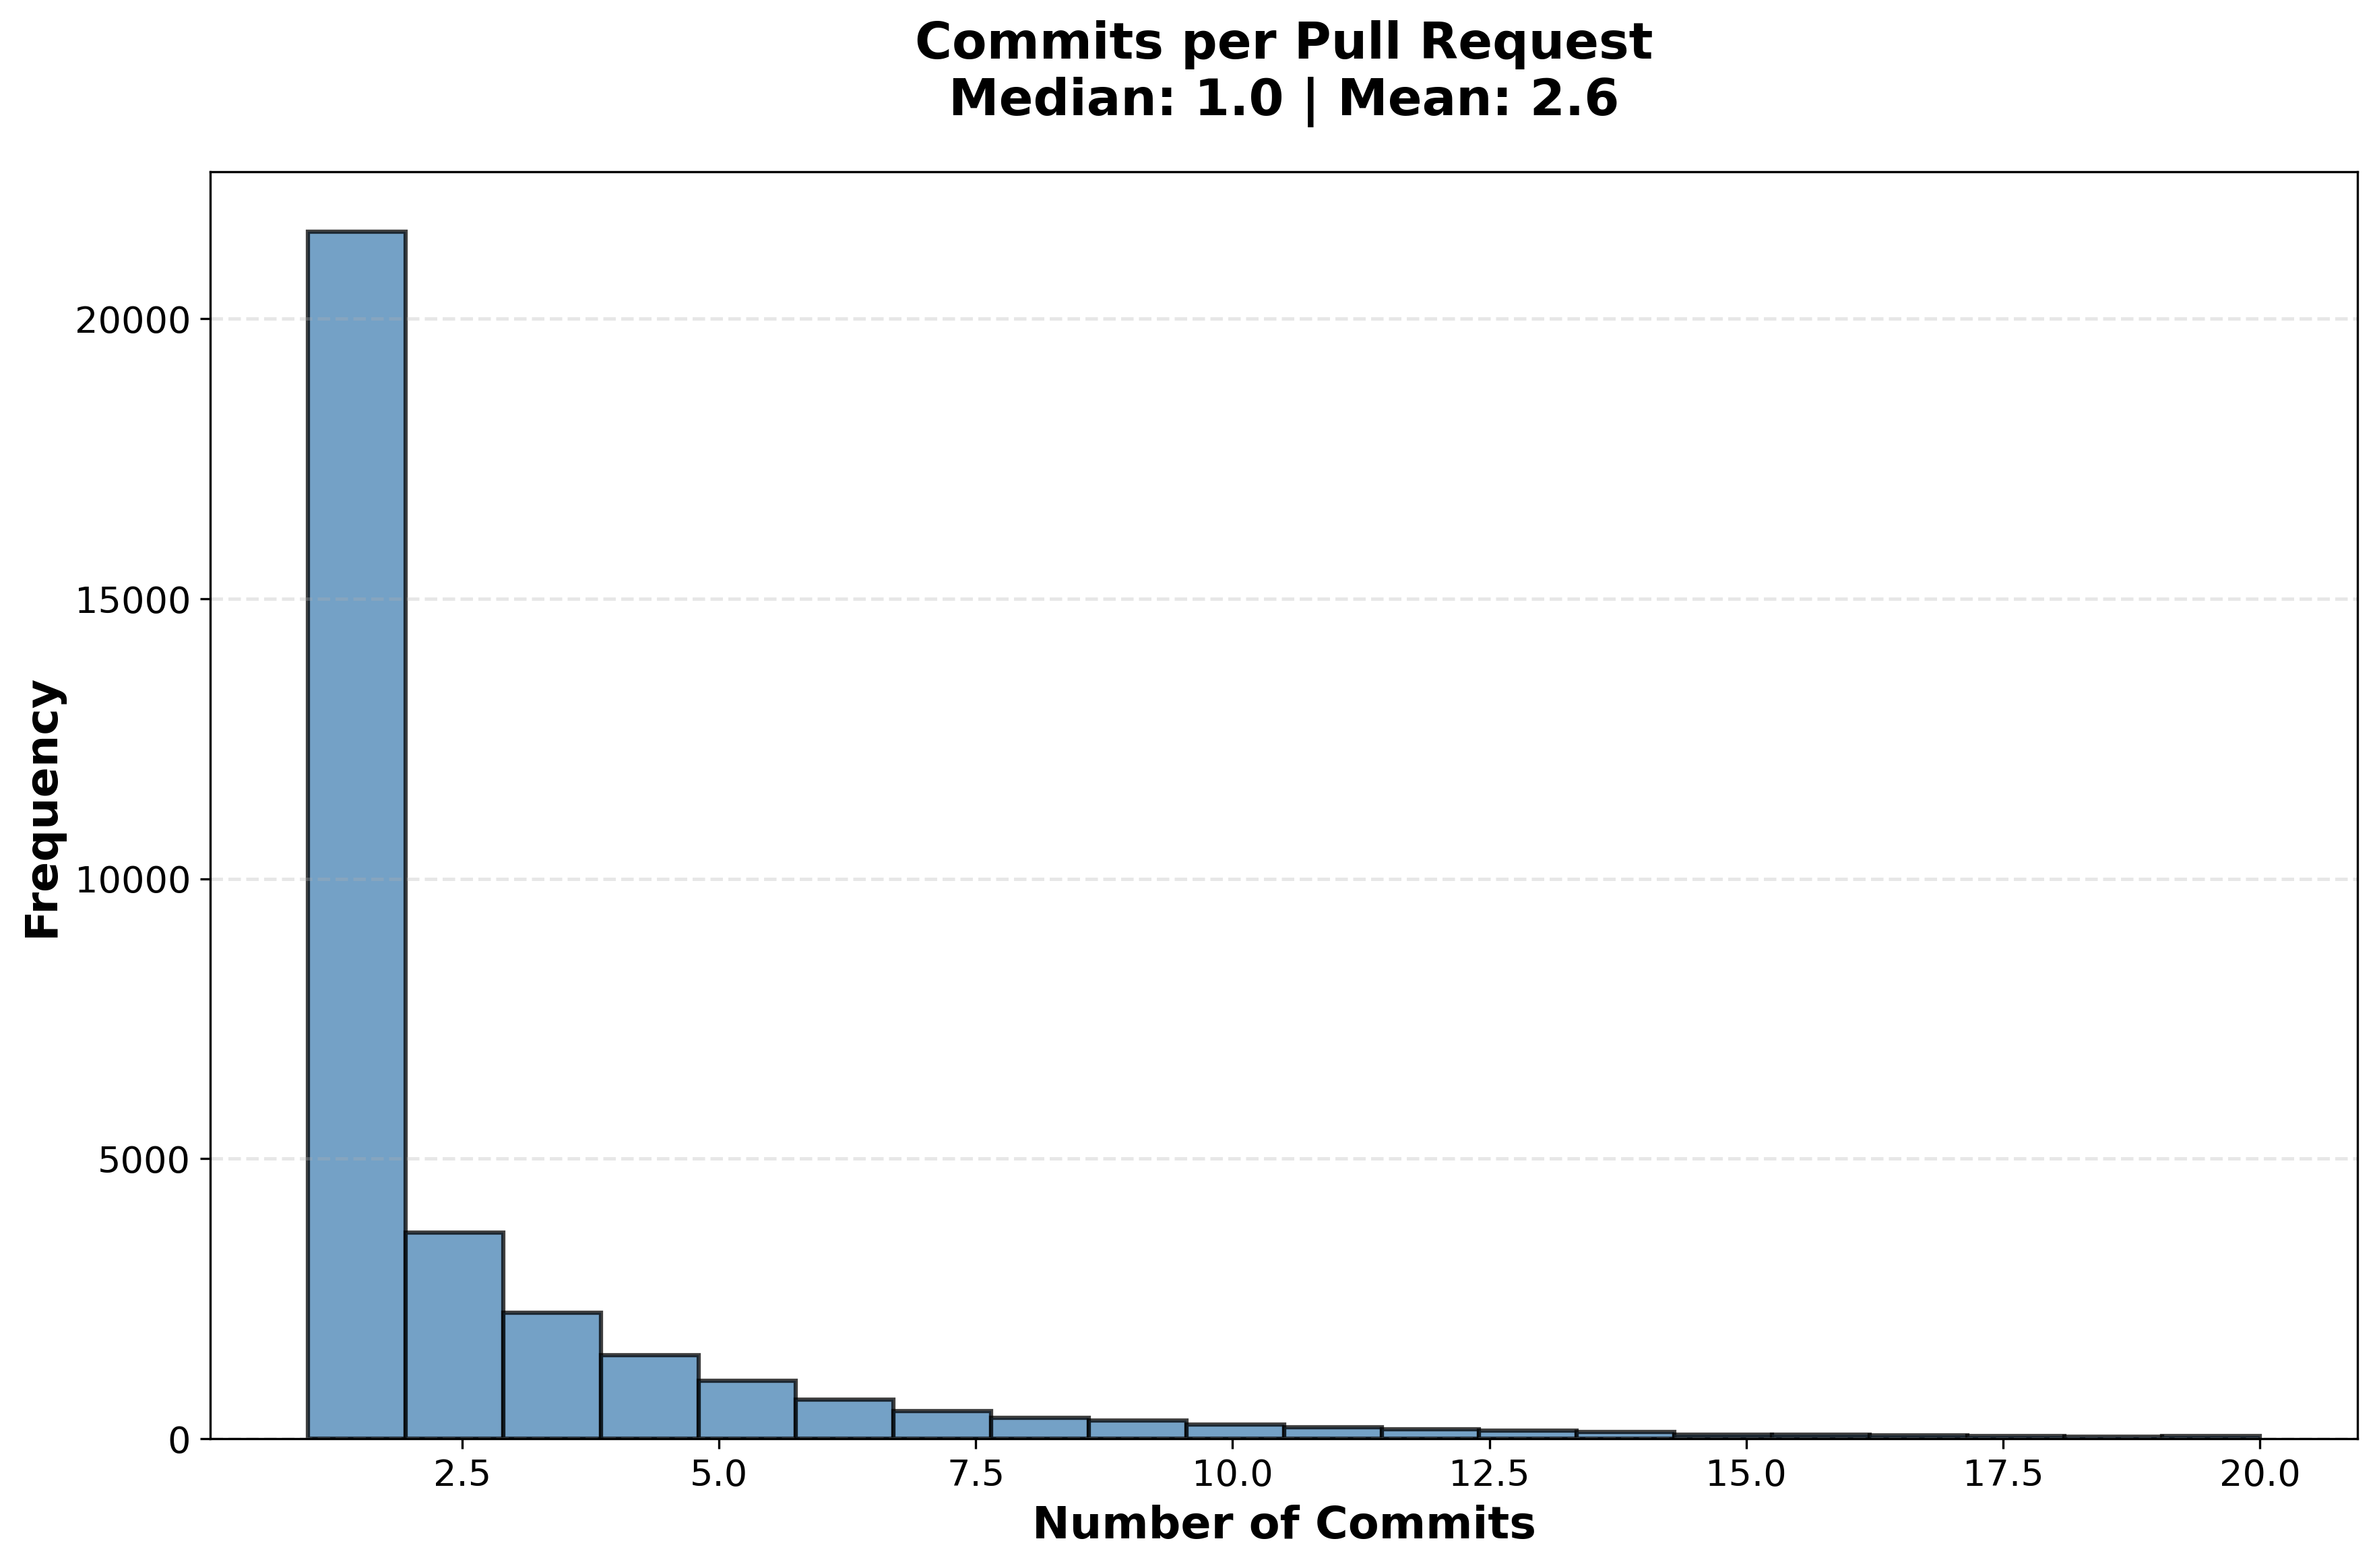 Commits per Pull Request
Median: 1.0 | Mean: 2.6
Frequency
20000
15000
10000
5000
0
2.5 5.0 7.5 10.0 12.5 15.0 17.5 20.0
Number of Commits